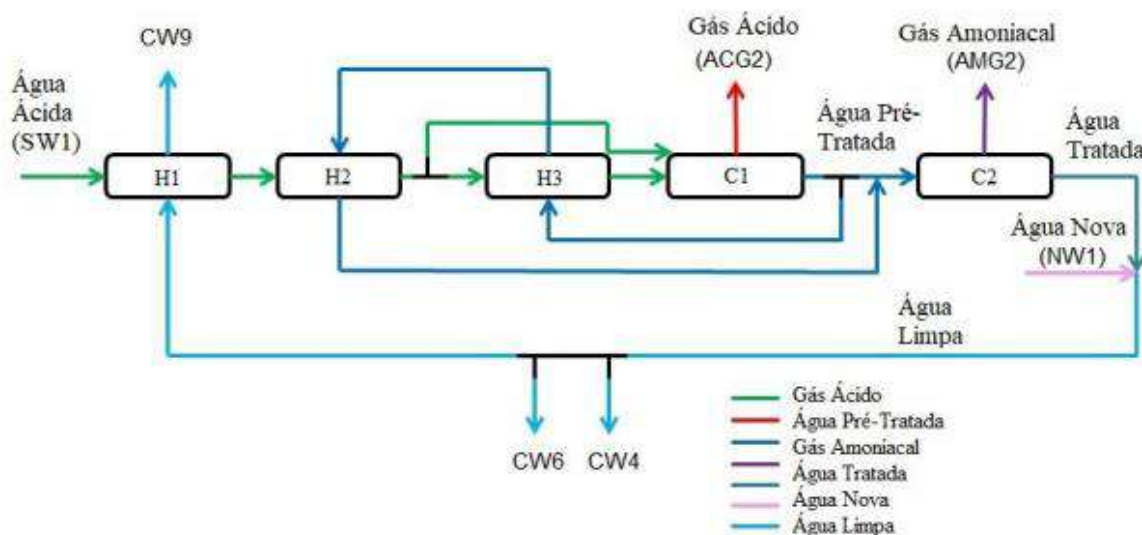 CW9
Gás Ácido
(ACG2)
Gás Amoniacal
(AMG2)
Água
Ácida
(SW1)
Água Pré-
Tratada
Água
Tratada
H1
H2
H3
C1
C2
Água Nova
(NW1)
Água
Limpa
CW6
CW4
Gás Ácido
Água Pré-Tratada
Gás Amoniacal
Água Tratada
Água Nova
Água Limpa